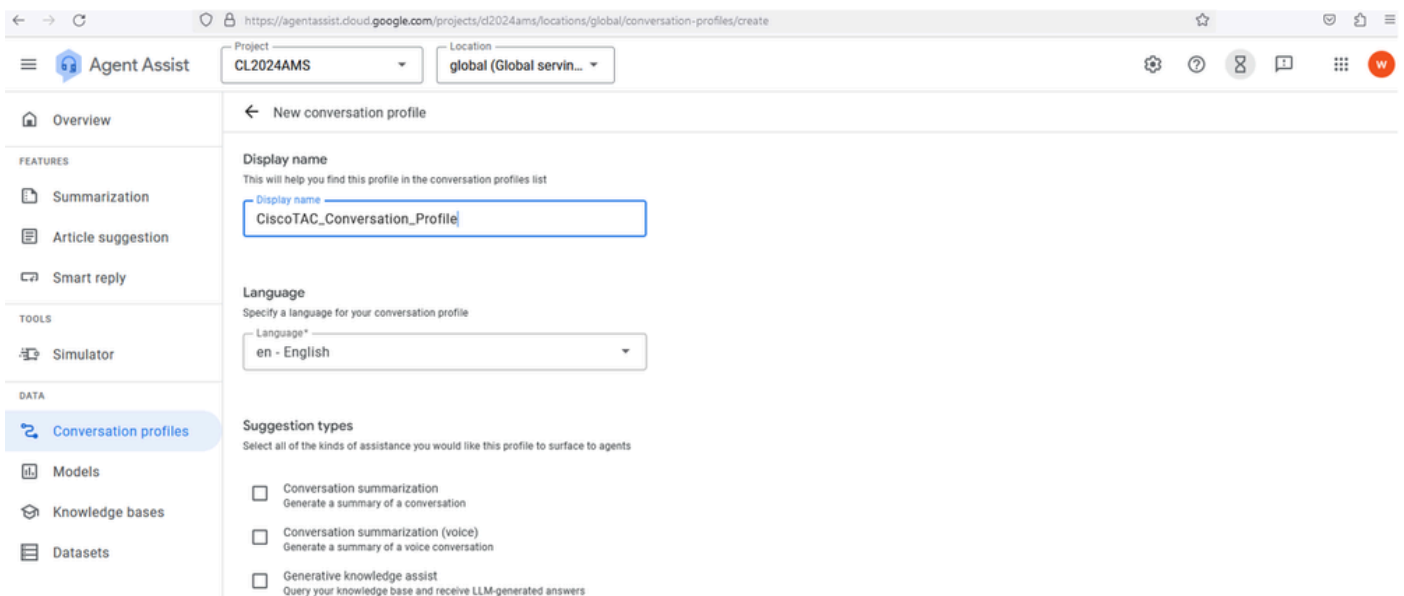 https://agentassist.cloud.google.com/projects/cl2024ams/locations/global/conversation-profiles/create
Agent Assist
Project
CL2024AMS
Location
global (Global servin...
W
Overview
FEATURES
Summarization
Article suggestion
Smart reply
TOOLS
Simulator
DATA
Conversation profiles
Models
Knowledge bases
Datasets
New conversation profile
Display name
This will help you find this profile in the conversation profiles list
Display name
CiscoTAC_Conversation_Profile
Language
Specify a language for your conversation profile
Language*
en - English
Suggestion types
Select all of the kinds of assistance you would like this profile to surface to agents
Conversation summarization
Generate a summary of a conversation
Conversation summarization (voice)
Generate a summary of a voice conversation
Generative knowledge assist
Query your knowledge base and receive LLM-generated answers